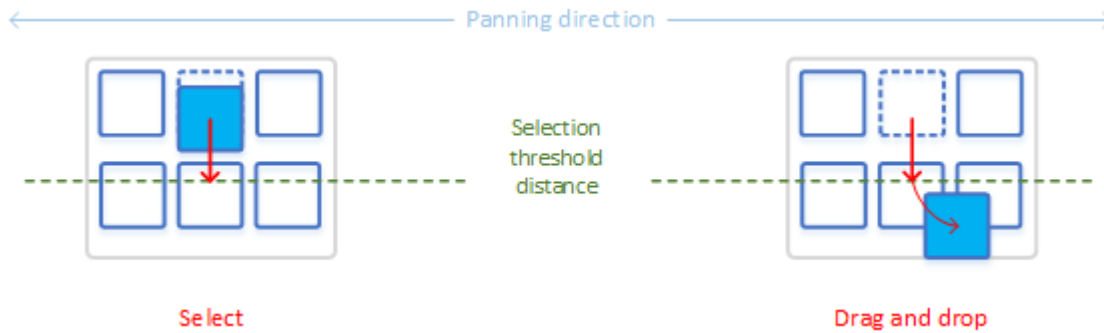 Panning direction
Selection
threshold
distance
Select
Drag and drop